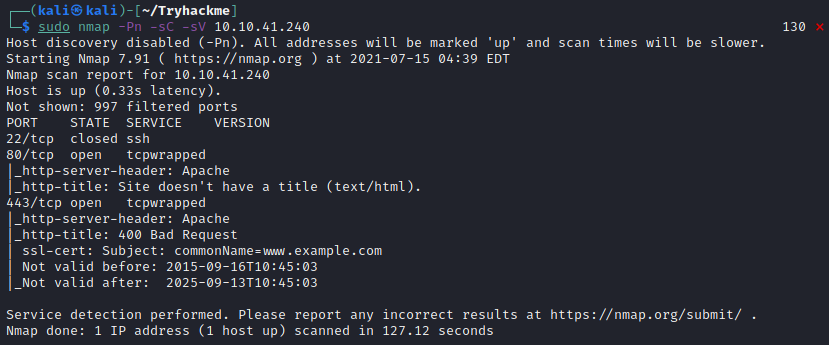 ┌──(kali㉿kali)-[~/Tryhackme]
└─$ sudo nmap -Pn -sC -sV 10.10.41.240 130 ⨯
Host discovery disabled (-Pn). All addresses will be marked 'up' and scan times will be slower.
Starting Nmap 7.91 ( https://nmap.org ) at 2021-07-15 04:39 EDT
Nmap scan report for 10.10.41.240
Host is up (0.33s latency).
Not shown: 997 filtered ports
PORT    STATE  SERVICE    VERSION
22/tcp  closed ssh
80/tcp  open   tcpwrapped
|_http-server-header: Apache
|_http-title: Site doesn't have a title (text/html).
443/tcp open   tcpwrapped
|_http-server-header: Apache
|_http-title: 400 Bad Request
| ssl-cert: Subject: commonName=www.example.com
| Not valid before: 2015-09-16T10:45:03
|_Not valid after:  2025-09-13T10:45:03
Service detection performed. Please report any incorrect results at https://nmap.org/submit/ .
Nmap done: 1 IP address (1 host up) scanned in 127.12 seconds